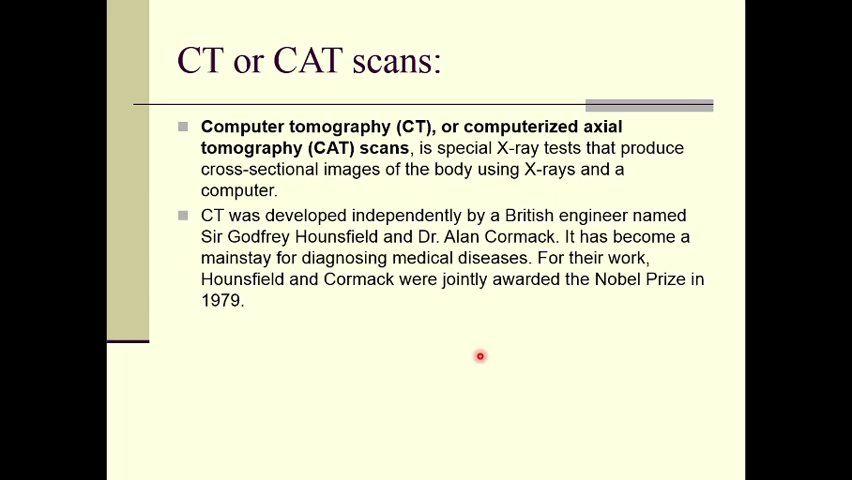 CT or CAT scans:
Computer tomography (CT), or computerized axial
tomography (CAT) scans, is special X-ray tests that produce
cross-sectional images of the body using X-rays and a
computer.
CT was developed independently by a British engineer named
Sir Godfrey Hounsfield and Dr. Alan Cormack. It has become a
mainstay for diagnosing medical diseases. For their work,
Hounsfield and Cormack were jointly awarded the Nobel Prize in
1979.